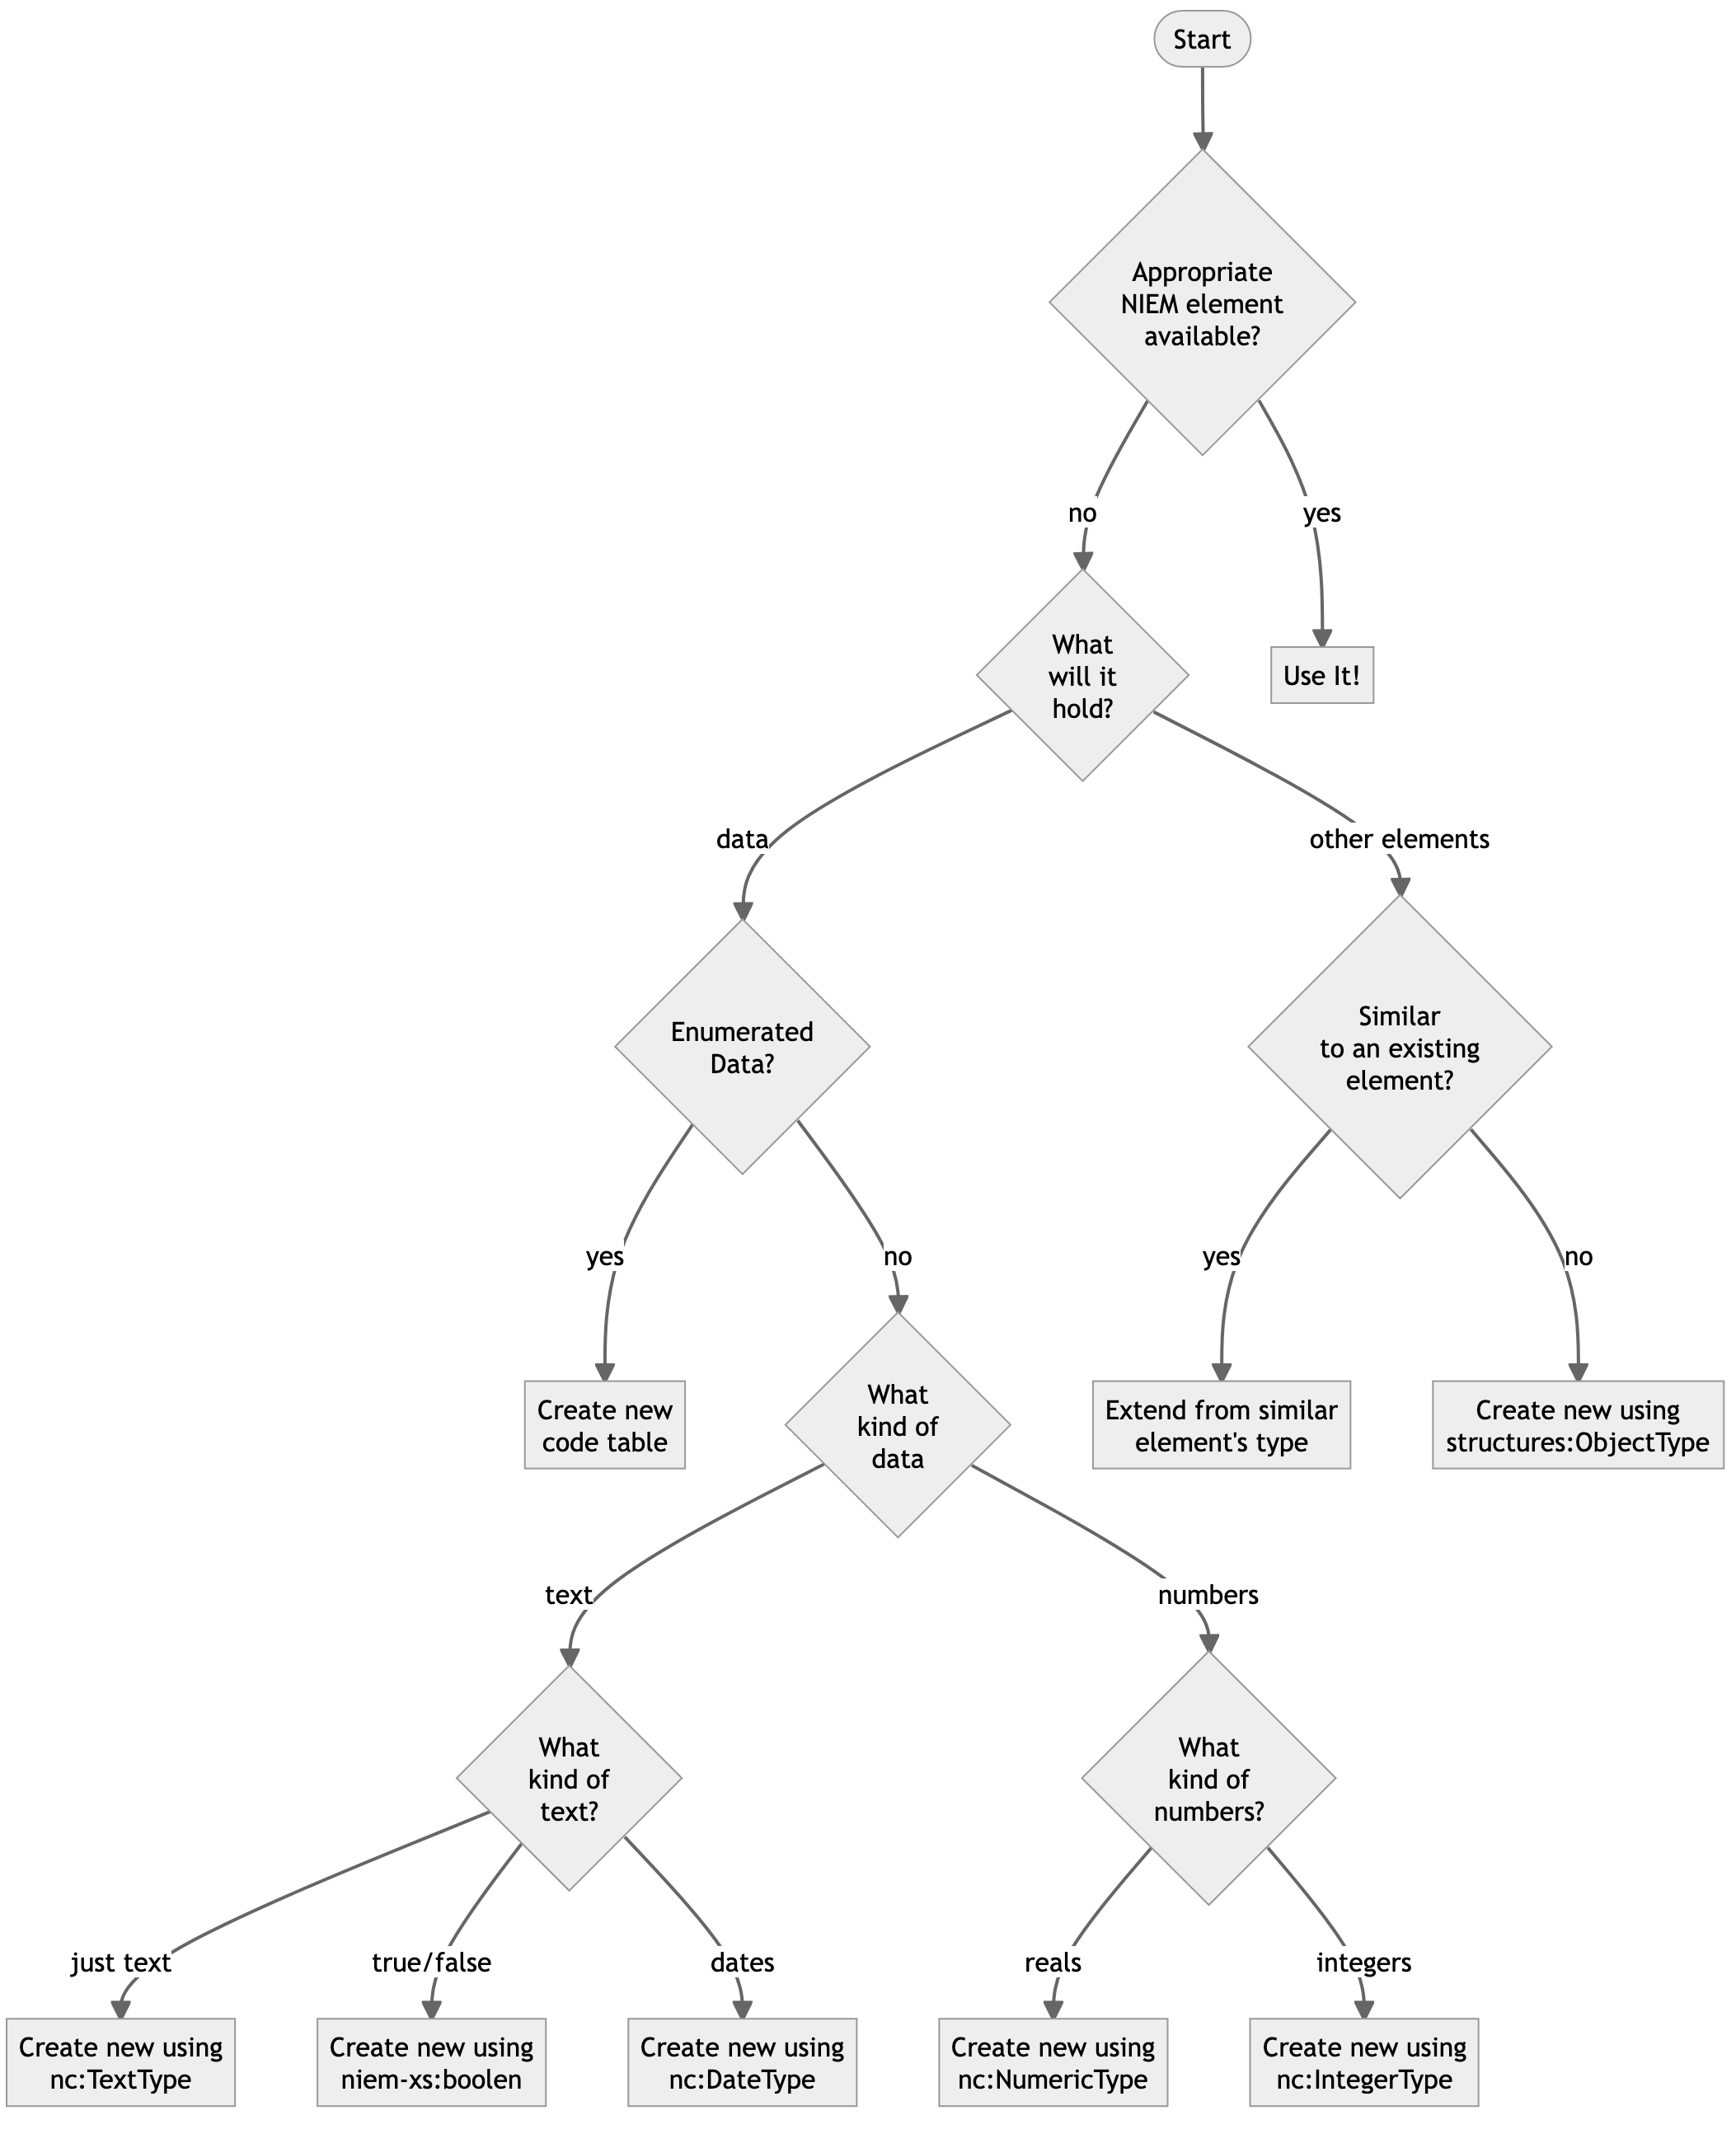 Start
Appropriate
NIEM element
available?
no
yes
What
will it
hold?
Use It!
data
other elements
Enumerated
Data?
Similar
to an existing
element?
yes
no
yes
no
Create new
code table
What
kind of
data
Extend from similar
element's type
Create new using
structures:ObjectType
text
numbers
What
kind of
text?
What
kind of
numbers?
just text
true/false
dates
reals
integers
Create new using
nc:TextType
Create new using
niem-xs:boolen
Create new using
nc:DateType
Create new using
nc:NumericType
Create new using
nc:IntegerType